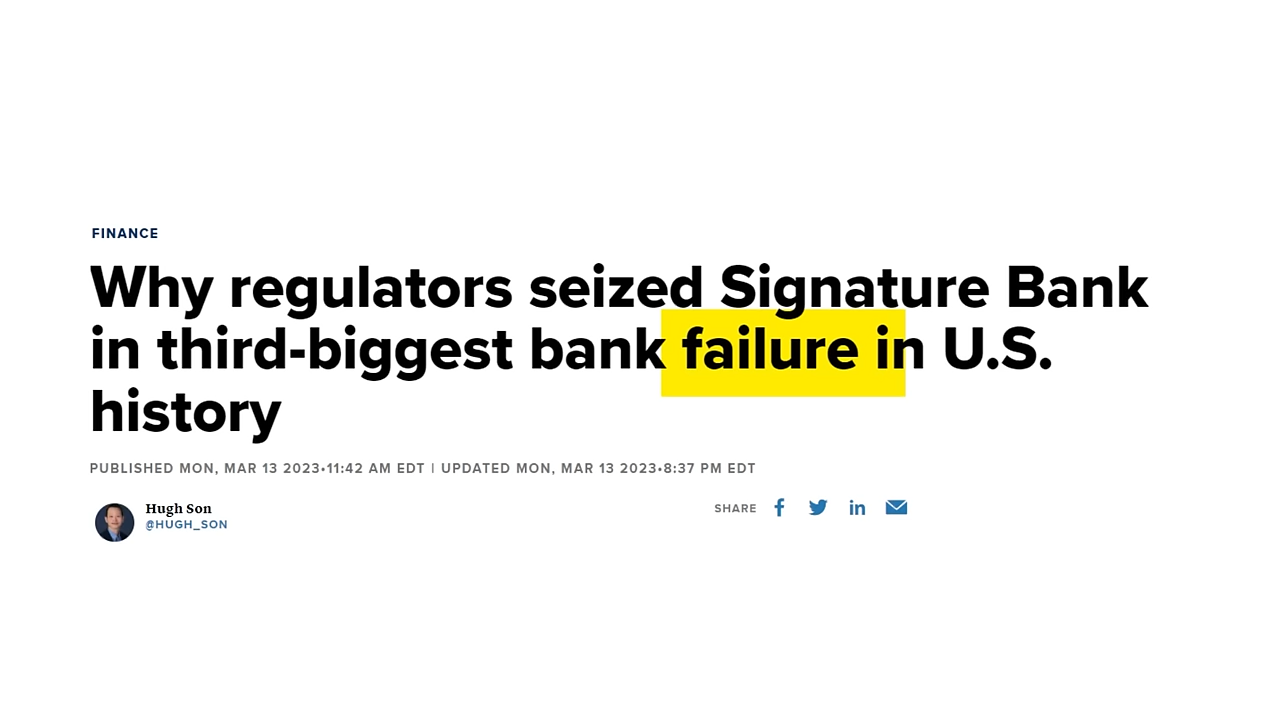 FINANCE
Why regulators seized Signature Bank
in third-biggest bank failure in U.S.
history
PUBLISHED MON, MAR 13 2023•11:42 AM EDT | UPDATED MON, MAR 13 2023•8:37 PM EDT
Hugh Son
@HUGH_SON
SHARE